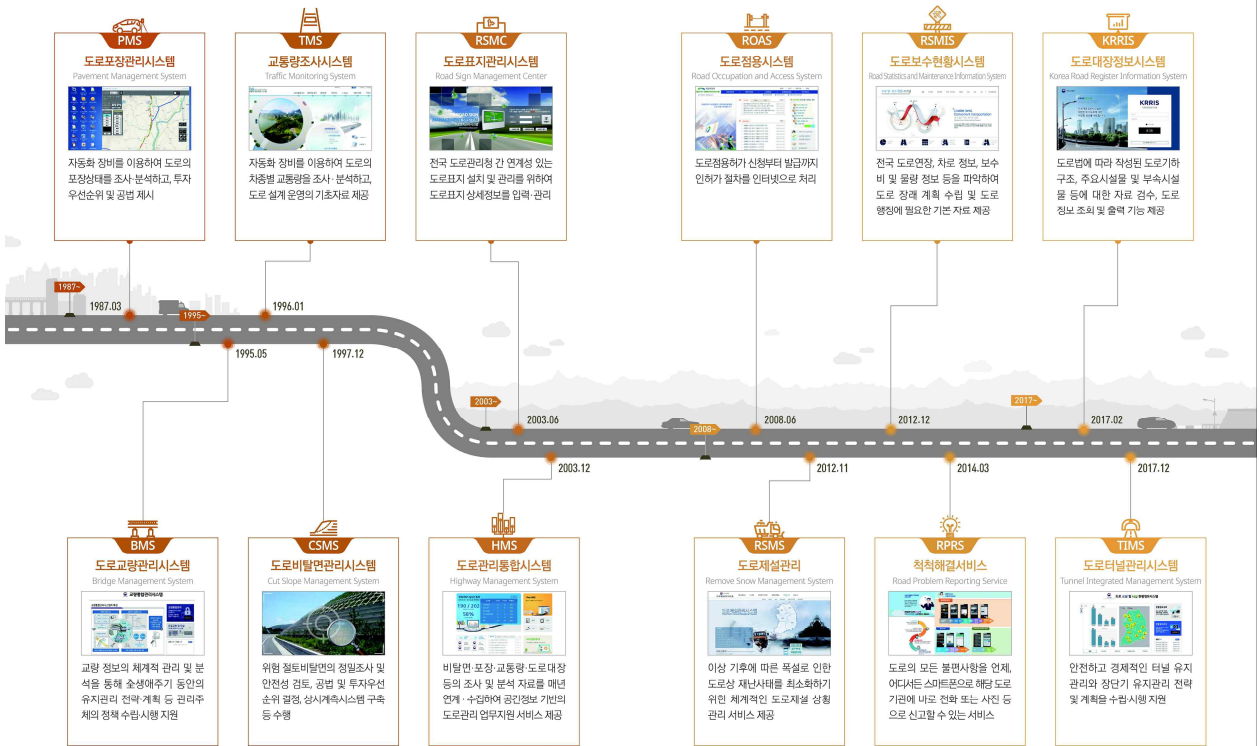 PMS
도로포장관리시스템
Pavement Management System
자동화 장비를 이용하여 도로의
포장상태를 조사·분석하고, 투자
우선순위 및 공법 제시
TMS
교통량조사시스템
Traffic Monitoring System
자동화 장비를 이용하여 도로의
차종별 교통량을 조사·분석하고,
도로 설계 운영의 기초자료 제공
RSMC
도로표지관리시스템
Road Sign Management Center
전국 도로관리청 간 연계성 있는
도로표지 설치 및 관리를 위하여
도로표지 상세정보를 입력·관리
ROAS
도로점용시스템
Road Occupation and Access System
도로점용허가 신청부터 발급까지
인허가 절차를 인터넷으로 처리
RSMIS
도로보수현황시스템
Road Statistics and Maintenance Information System
전국 도로연장, 차로 정보, 보수
비 및 물량 정보 등을 파악하여
도로 장래 계획 수립 및 도로
행정에 필요한 기본 자료 제공
KRRIS
도로대장정보시스템
Korea Road Register Information System
KRRIS
도로법에 따라 작성된 도로기하
구조, 주요시설물 및 부속시설
물 등에 대한 자료 검수, 도로
정보 조회 및 출력 기능 제공
1987~
1987.03
1995~
1996.01
1995.05
1997.12
2003~
2003.06
2003.12
2008~
2008.06
2012.12
2012.11
2014.03
2017~
2017.02
2017.12
BMS
도로교량관리시스템
Bridge Management System
교량통합관리시스템
교량 정보의 체계적 관리 및 분
석을 통해 全생애주기 동안의
유지관리 전략·계획 등 관리주
체의 정책 수립·시행 지원
CSMS
도로비탈면관리시스템
Cut Slope Management System
위험 절토비탈면의 정밀조사 및
안전성 검토, 공법 및 투자우선
순위 결정, 상시계측시스템 구축
등 수행
HMS
도로관리통합시스템
Highway Management System
190 / 202
50%
비탈면·포장·교통량·도로대장
등의 조사 및 분석 자료를 매년
연계·수집하여 공간정보 기반의
도로관리 업무지원 서비스 제공
RSMS
도로제설관리
Remove Snow Management System
도로제설관리시스템
이상 기후에 따른 폭설로 인한
도로상 재난사태를 최소화하기
위한 체계적인 도로제설 상황
관리 서비스 제공
RPRS
척척해결서비스
Road Problem Reporting Service
도로의 모든 불편사항을 언제,
어디서든 스마트폰으로 해당 도로
기관에 바로 전화 또는 사진 등
으로 신고할 수 있는 서비스
TIMS
도로터널관리시스템
Tunnel Integrated Management System
안전하고 경제적인 터널 유지
관리와 장단기 유지관리 전략
및 계획을 수립·시행 지원